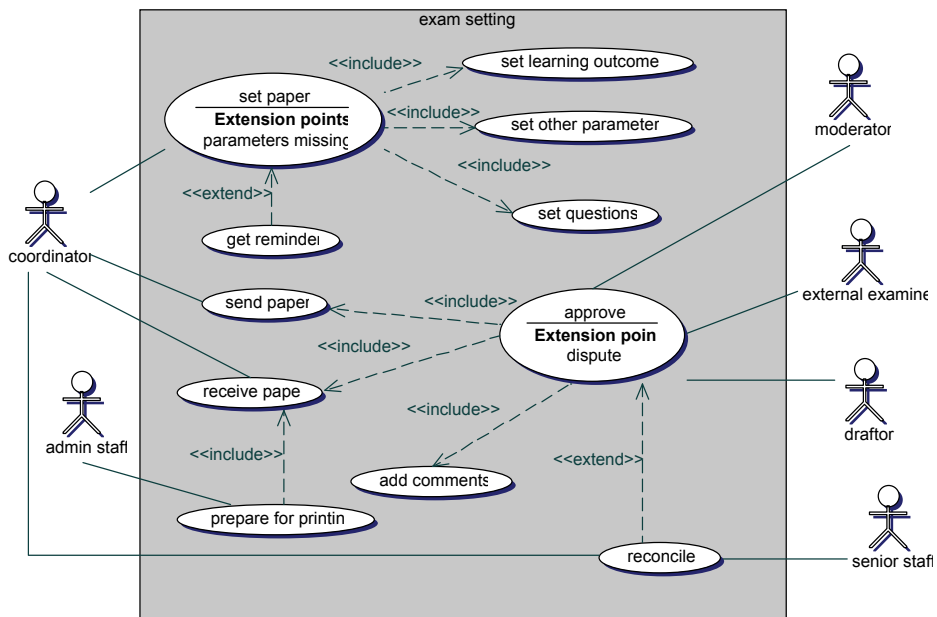 exam setting
<<include>>
set learning outcome
set paper
Extension points
parameters missing
<<include>>
set other parameter
moderator
<<include>>
<<extend>>
set questions
get reminder
coordinator
external examine
send paper
<<include>>
approve
Extension poin
dispute
<<include>>
receive pape
admin staff
<<include>>
<<include>>
draftor
<<extend>>
add comments
prepare for printin
reconcile
senior staff